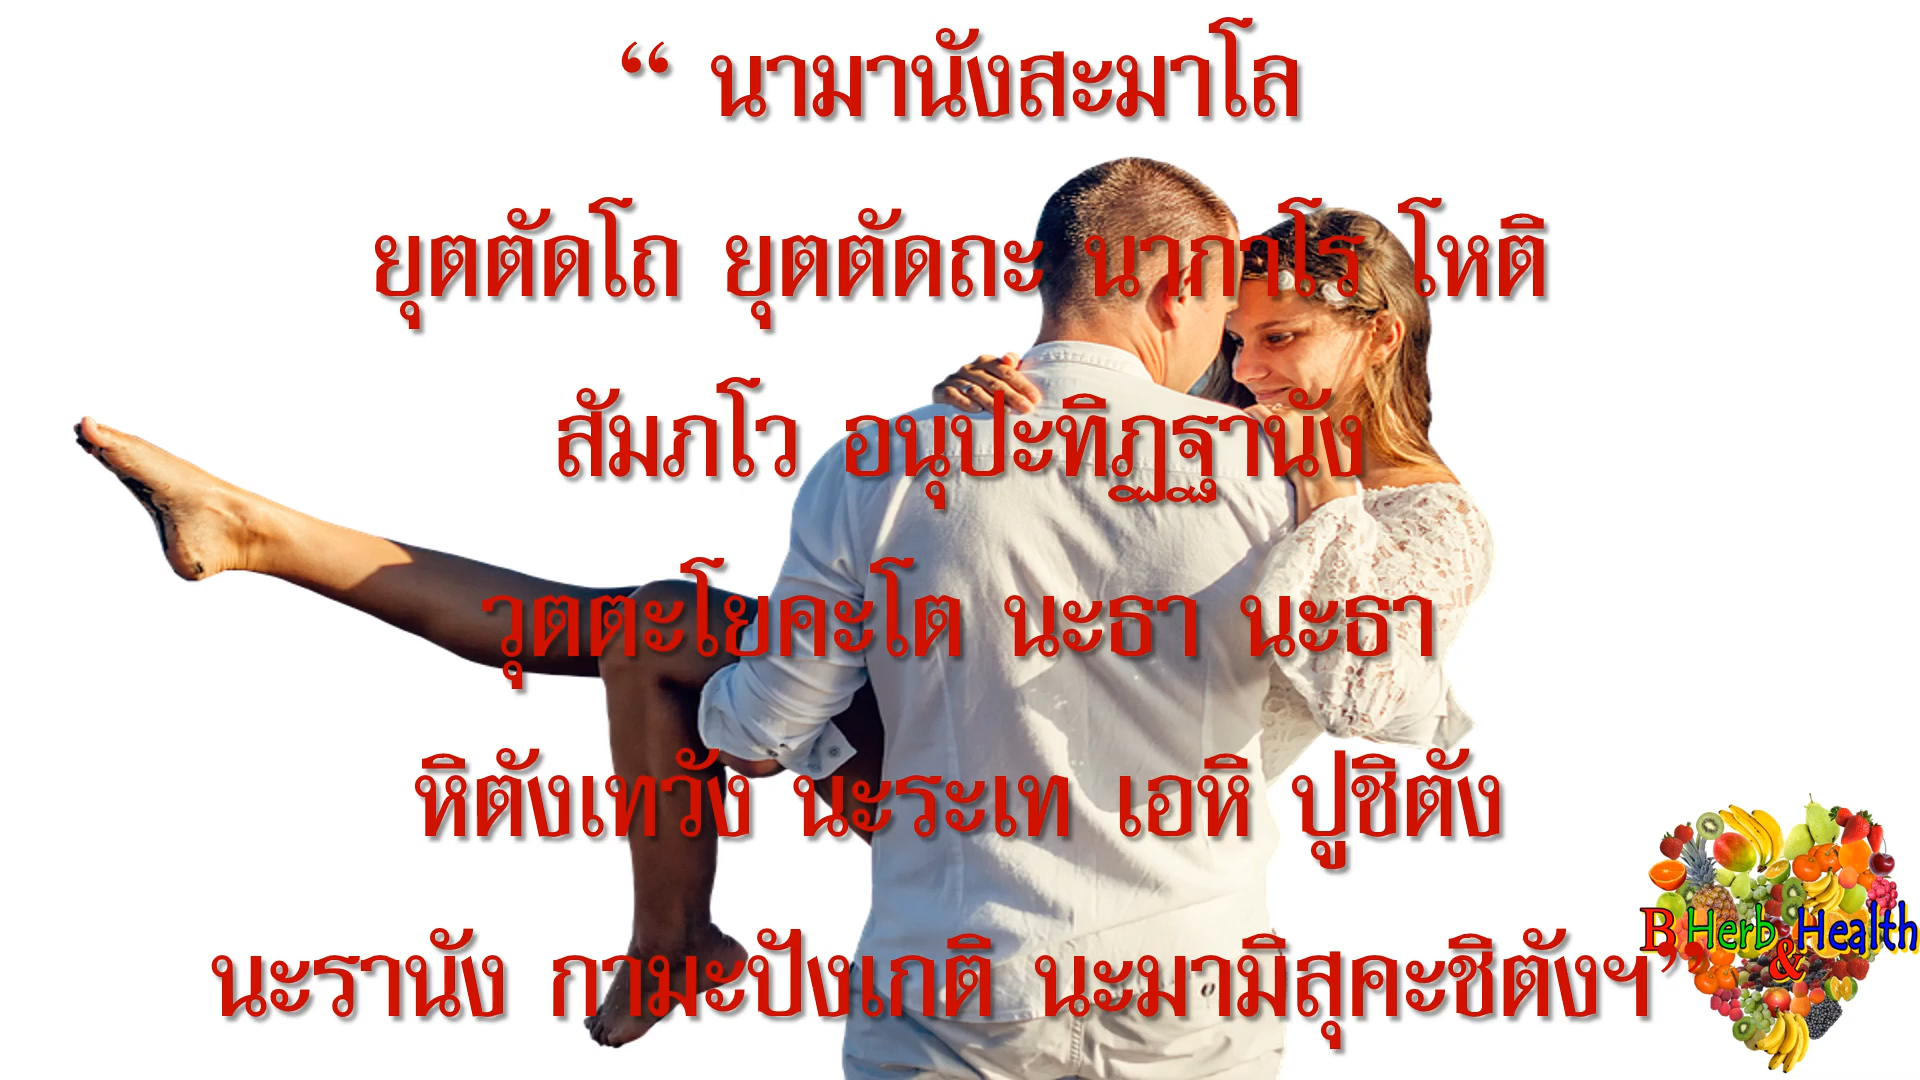 “ นามานังสะมาโล
ยุตตัดโถ ยุตตัดถะ นากาโร โหติ
สัมภโว อนุปะทิฏฐานัง
วุตตะโยคะโต นะธา นะธา
หิตังเทวัง นะระเท เอหิ ปูชิตัง
นะรานัง กามะปังเกติ นะมามิสุคะชิตังฯ”
B Herb & Health